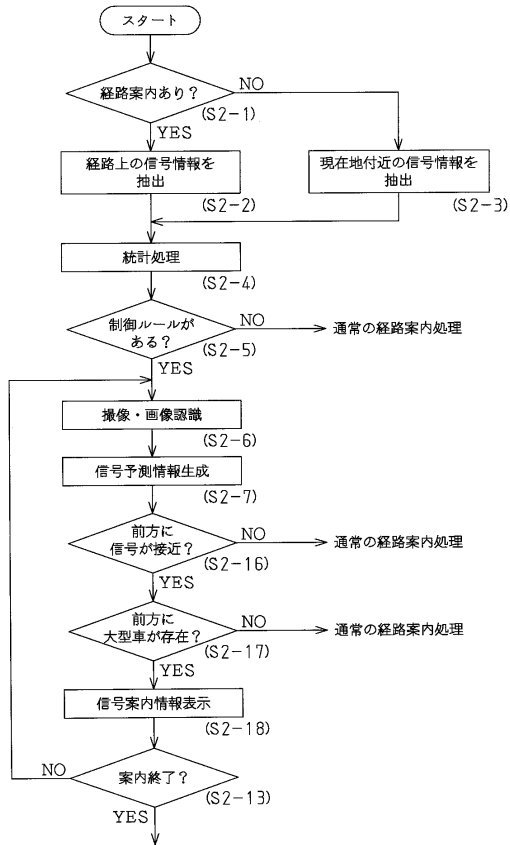 スタート
経路案内あり?
NO
(S2-1)
YES
経路上の信号情報を
抽出
(S2-2)
現在地付近の信号情報を
抽出
(S2-3)
統計処理
(S2-4)
制御ルールが
ある?
NO
通常の経路案内処理
(S2-5)
YES
撮像・画像認識
(S2-6)
信号予測情報生成
(S2-7)
前方に
信号が接近?
NO
通常の経路案内処理
(S2-16)
YES
前方に
大型車が存在?
NO
通常の経路案内処理
(S2-17)
YES
信号案内情報表示
(S2-18)
NO
案内終了?
(S2-13)
YES